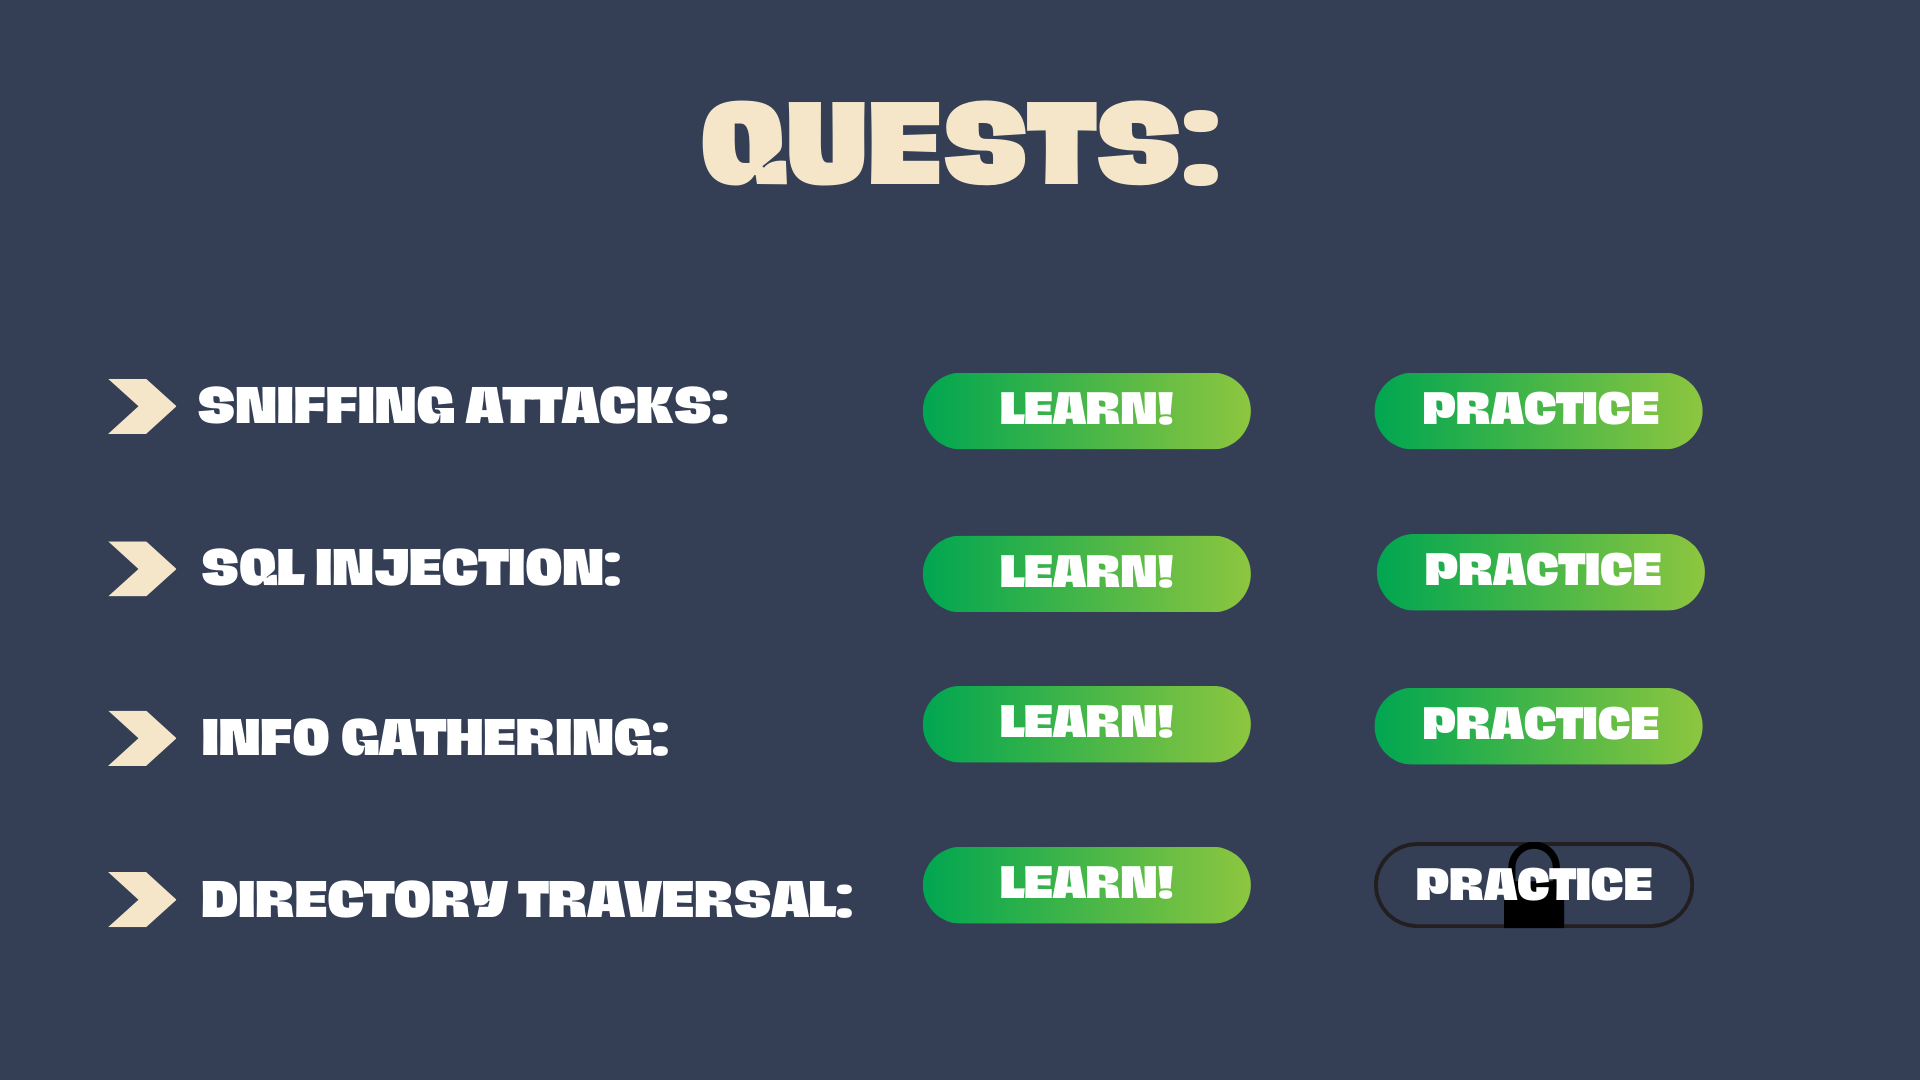 QUESTS:
SNIFFING ATTACKS: LEARN! PRACTICE
SQL INJECTION: LEARN! PRACTICE
INFO GATHERING: LEARN! PRACTICE
DIRECTORY TRAVERSAL: LEARN! PRACTICE